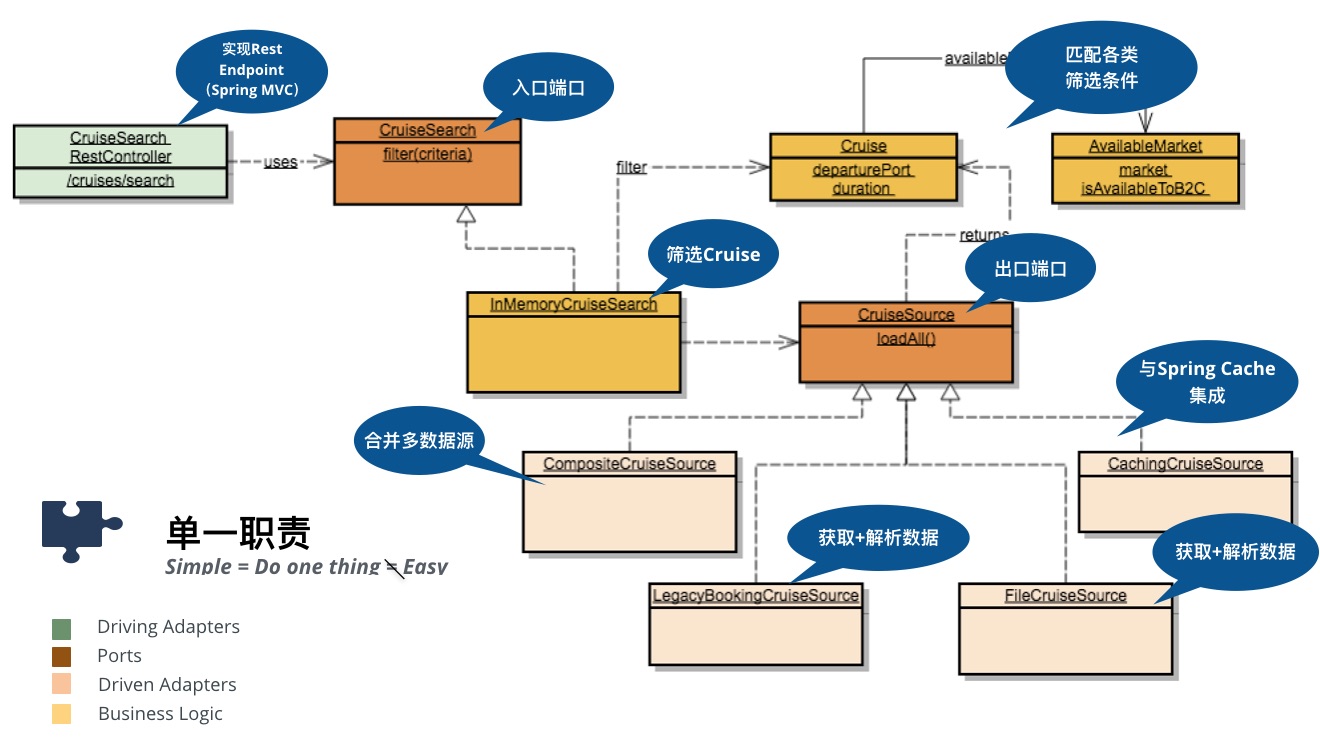 实现Rest
Endpoint
（Spring MVC）
入口端口
匹配各类
筛选条件
available
CruiseSearch
RestController
/cruises/search
uses
CruiseSearch
filter(criteria)
filter
Cruise
departurePort
duration
AvailableMarket
market
isAvailableToB2C
returns
筛选Cruise
出口端口
InMemoryCruiseSearch
CruiseSource
loadAll()
与Spring Cache
集成
合并多数据源
CompositeCruiseSource
CachingCruiseSource
单一职责
Simple = Do one thing ≠ Easy
获取+解析数据
获取+解析数据
LegacyBookingCruiseSource
FileCruiseSource
Driving Adapters
Ports
Driven Adapters
Business Logic